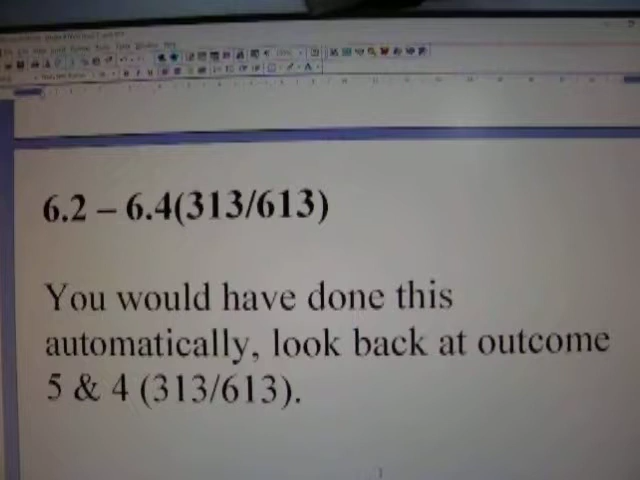 6.2 – 6.4(313/613)
You would have done this
automatically, look back at outcome
5 & 4 (313/613).